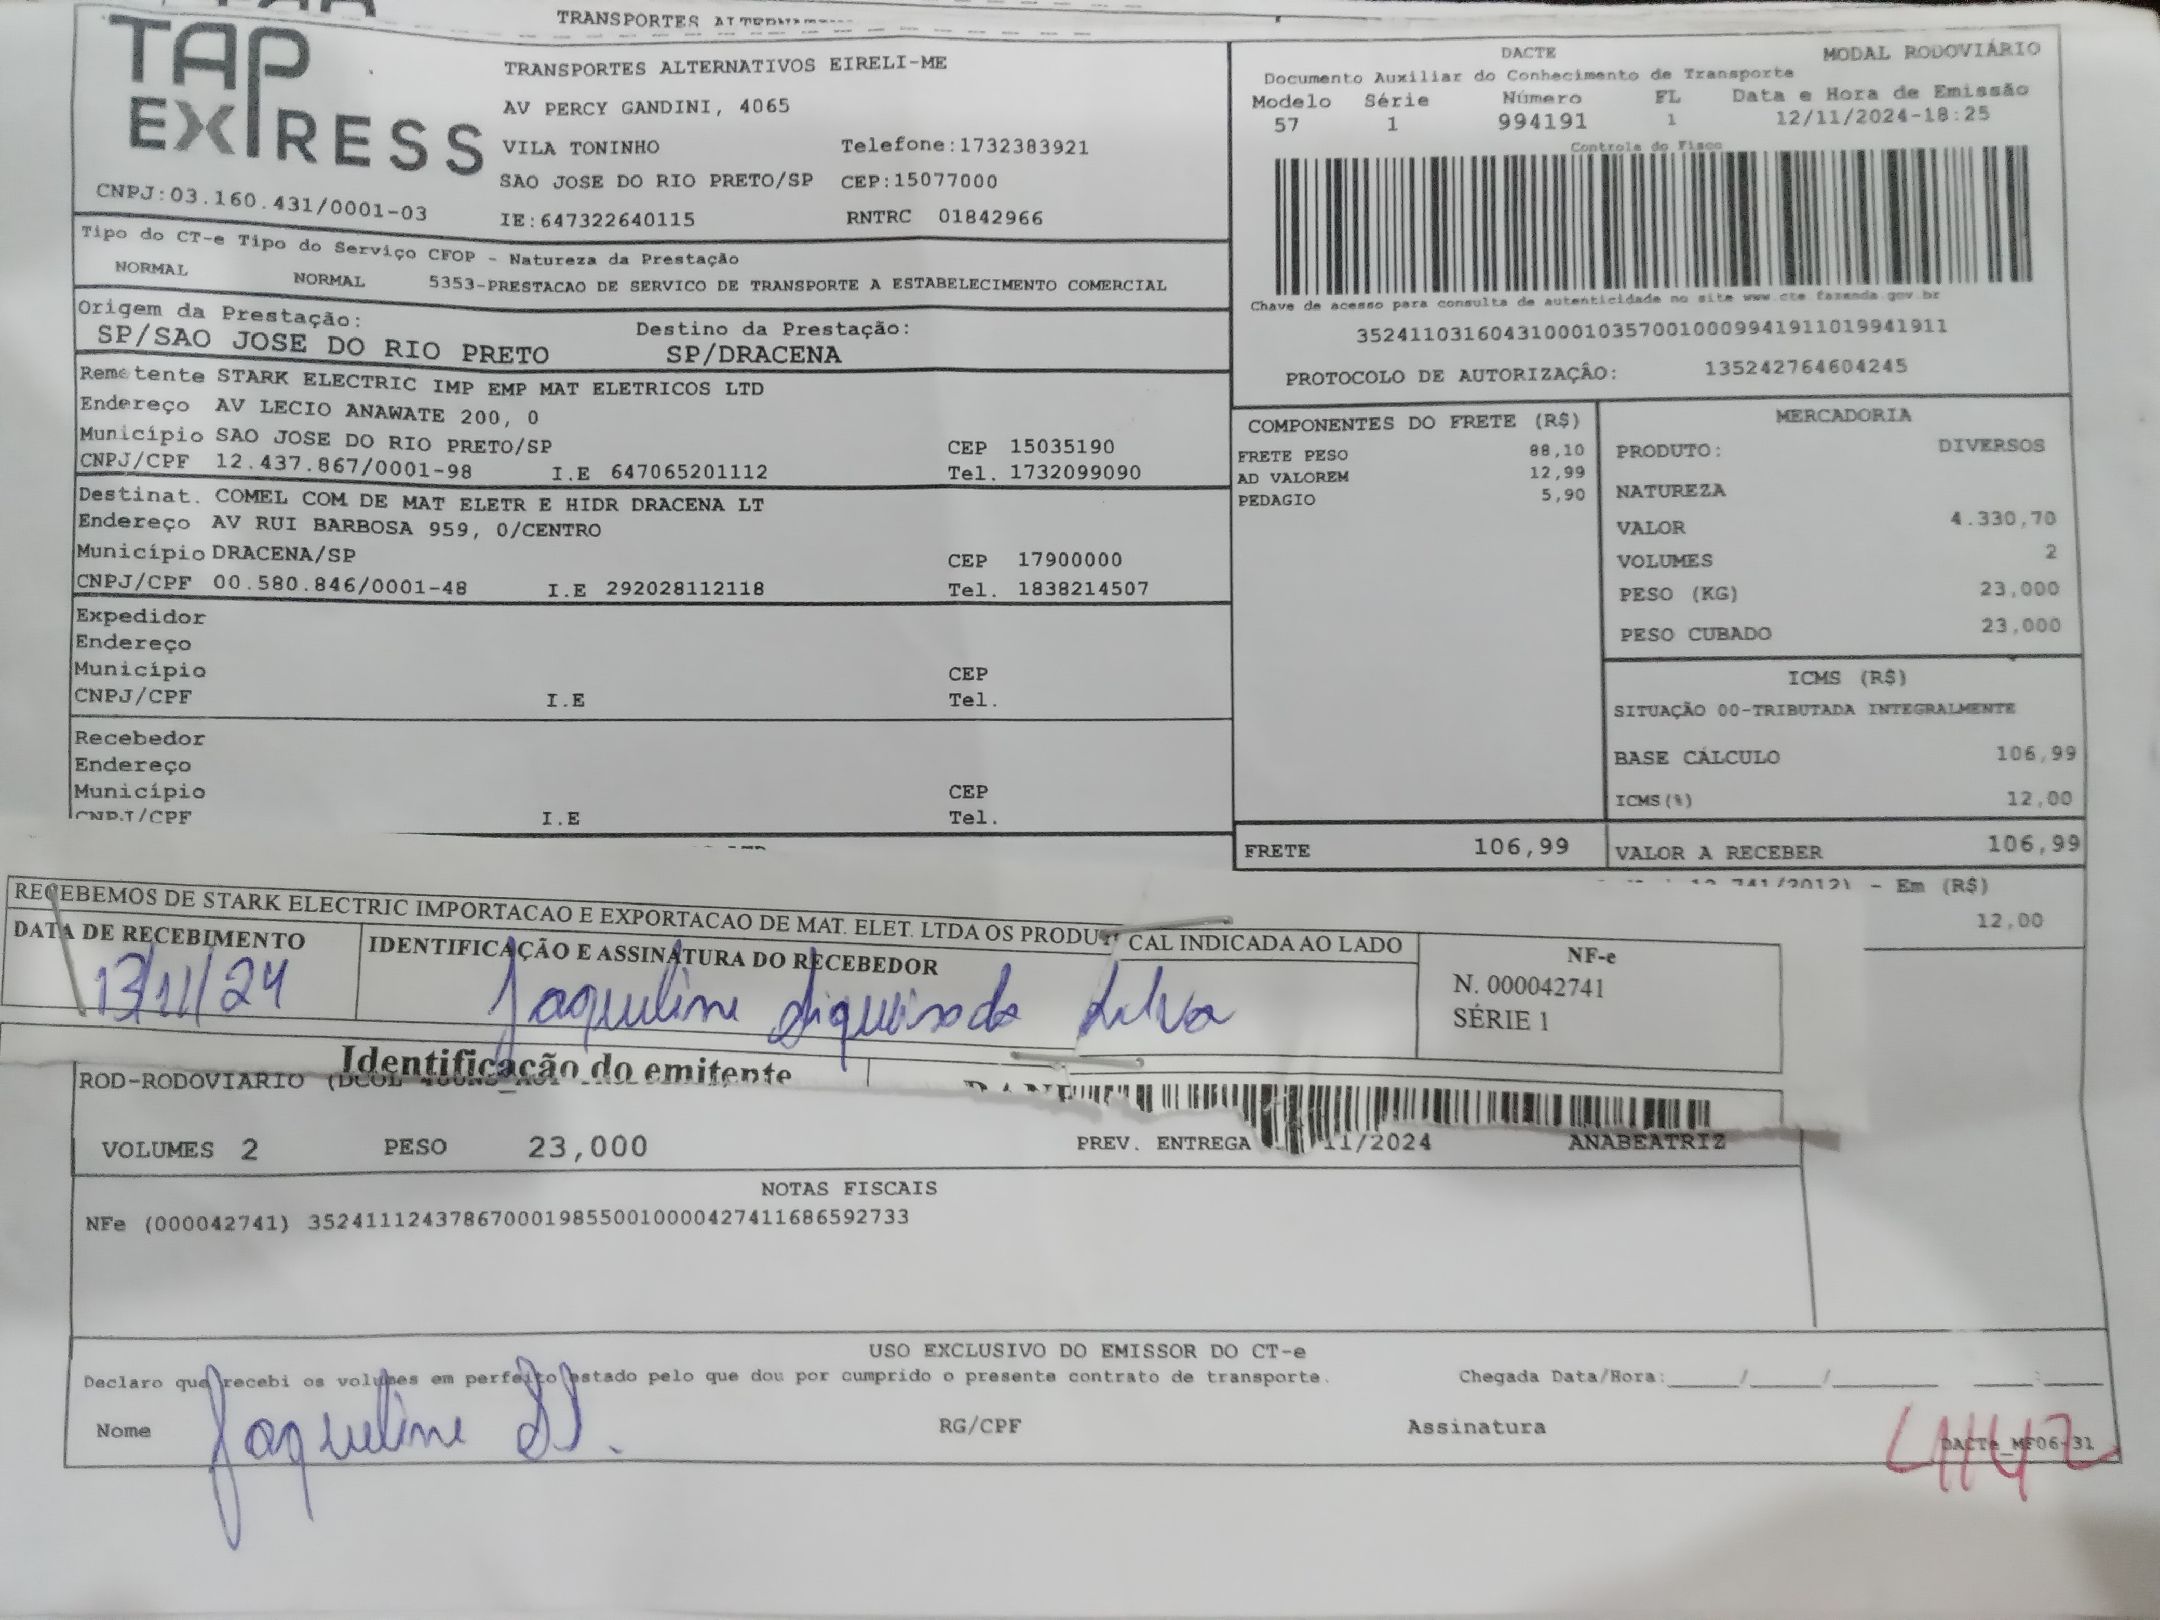 TRANSPORTES
TAP
EXPRESS
CNPJ:03.160.431/0001-03
TRANSPORTES ALTERNATIVOS EIRELI-ME
AV PERCY GANDINI, 4065
VILA TONINHO Telefone:1732383921
SAO JOSE DO RIO PRETO/SP CEP:15077000
IE:647322640115 RNTRC 01842966
DACTE MODAL RODOVIÁRIO
Documento Auxiliar do Conhecimento de Transporte
Modelo Série Número FL Data e Hora de Emissão
57 1 994191 1 12/11/2024-18:25
Controle do Fisco
Chave de acesso para consulta de autenticidade no site www.cte.fazenda.gov.br
35241103160431000103570010009941911019941911
PROTOCOLO DE AUTORIZAÇÃO: 135242764604245
Tipo do CT-e Tipo do Serviço CFOP - Natureza da Prestação
NORMAL NORMAL 5353-PRESTACAO DE SERVICO DE TRANSPORTE A ESTABELECIMENTO COMERCIAL
Origem da Prestação: Destino da Prestação:
SP/SAO JOSE DO RIO PRETO SP/DRACENA
Remetente STARK ELECTRIC IMP EMP MAT ELETRICOS LTD
Endereço AV LECIO ANAWATE 200, 0
Município SAO JOSE DO RIO PRETO/SP CEP 15035190
CNPJ/CPF 12.437.867/0001-98 I.E 647065201112 Tel. 1732099090
Destinat. COMEL COM DE MAT ELETR E HIDR DRACENA LT
Endereço AV RUI BARBOSA 959, 0/CENTRO
Município DRACENA/SP CEP 17900000
CNPJ/CPF 00.580.846/0001-48 I.E 292028112118 Tel. 1838214507
Expedidor
Endereço
Município CEP
CNPJ/CPF I.E Tel.
Recebedor
Endereço
Município CEP
CNPJ/CPF I.E Tel.
COMPONENTES DO FRETE (R$)
FRETE PESO 88,10
AD VALOREM 12,99
PEDAGIO 5,90
FRETE 106,99
MERCADORIA
PRODUTO: DIVERSOS
NATUREZA
VALOR 4.330,70
VOLUMES 2
PESO (KG) 23,000
PESO CUBADO 23,000
ICMS (R$)
SITUAÇÃO 00-TRIBUTADA INTEGRALMENTE
BASE CÁLCULO 106,99
ICMS(%) 12,00
VALOR A RECEBER 106,99
12.741/2012) - Em (R$)
12,00
RECEBEMOS DE STARK ELECTRIC IMPORTACAO E EXPORTACAO DE MAT. ELET. LTDA OS PRODU CAL INDICADA AO LADO
DATA DE RECEBIMENTO IDENTIFICAÇÃO E ASSINATURA DO RECEBEDOR
13/11/24 Jaqueline Siqueira da Silva
NF-e
N. 000042741
SÉRIE 1
Identificação do emitente
ROD-RODOVIARIO
VOLUMES 2 PESO 23,000 PREV. ENTREGA 11/2024 ANABEATRIZ
NOTAS FISCAIS
NFe (000042741) 35241112437867000198550010000427411686592733
USO EXCLUSIVO DO EMISSOR DO CT-e
Declaro que recebi os volumes em perfeito estado pelo que dou por cumprido o presente contrato de transporte. Chegada Data/Hora:____/____/____ ____:____
Nome Jaqueline RG/CPF Assinatura
DACTe_MF06-31